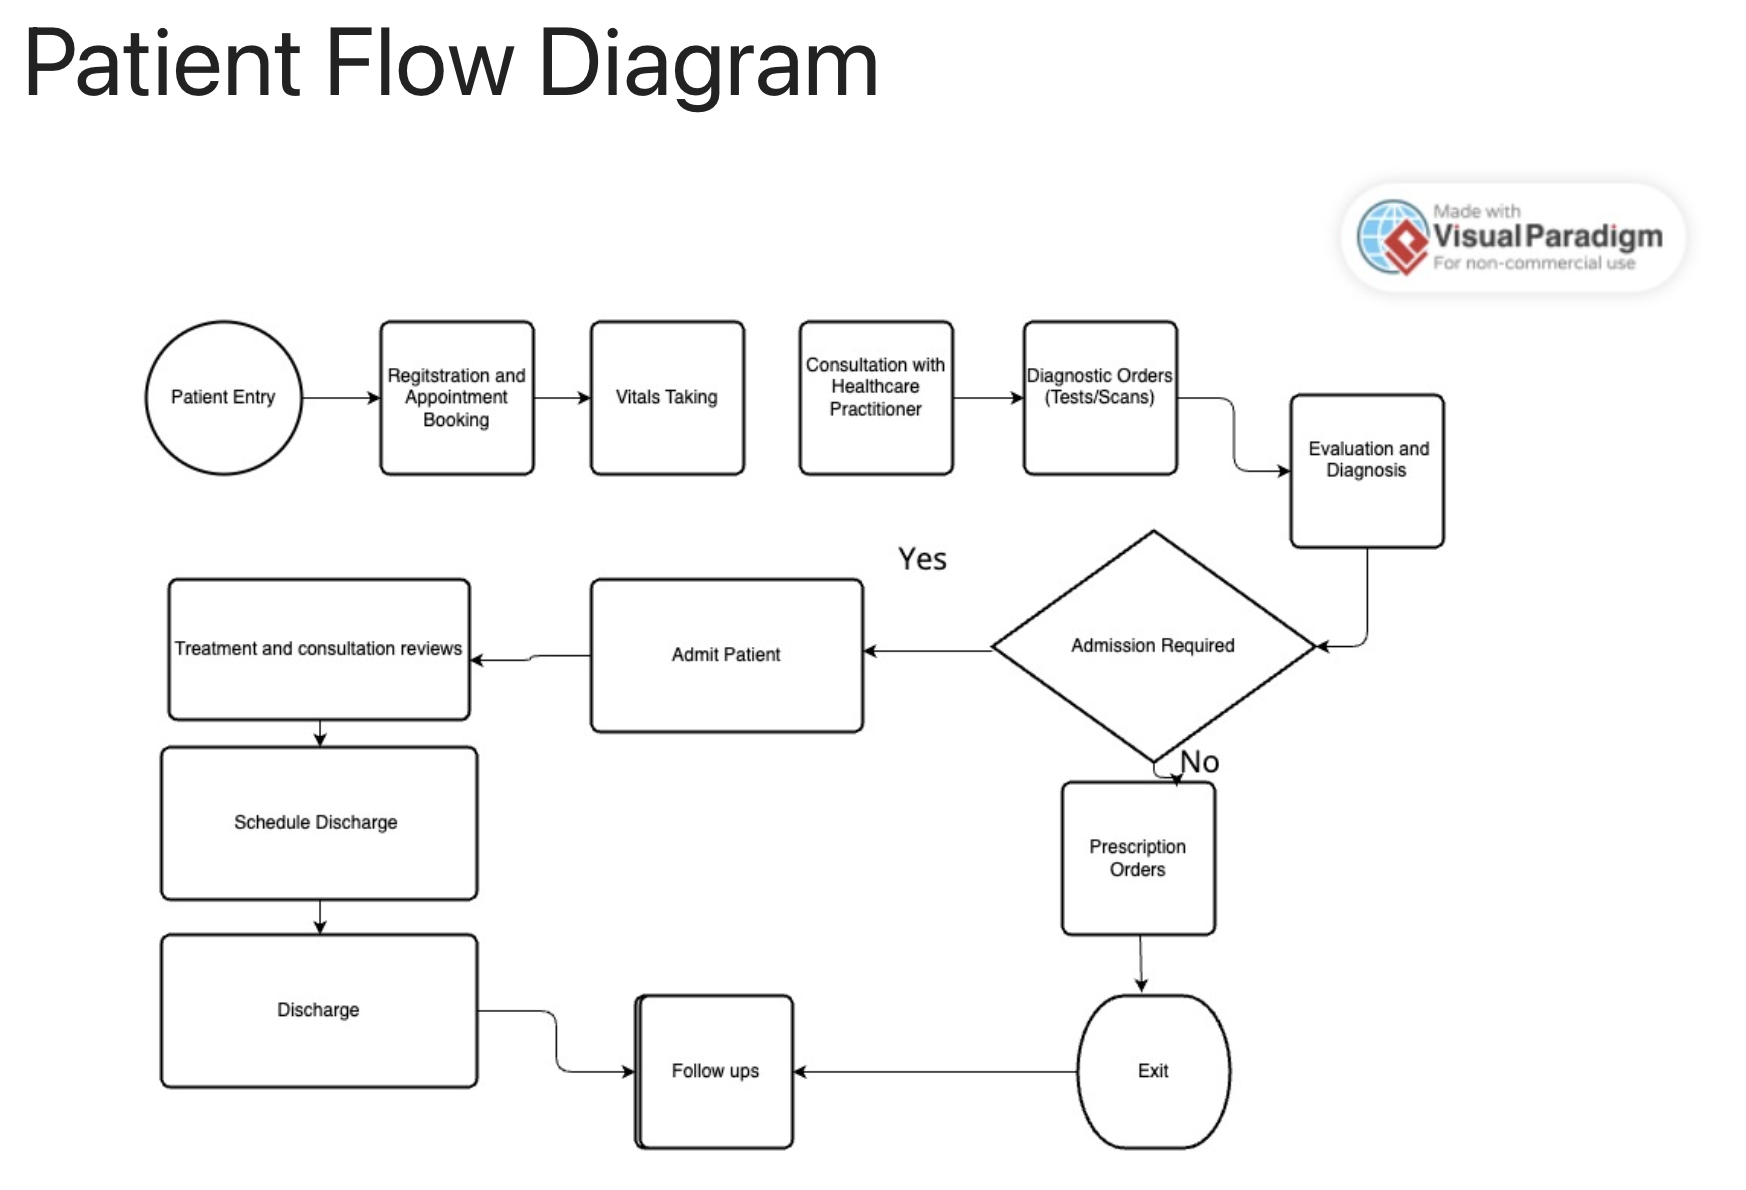 Patient Flow Diagram
Made with
Visual Paradigm
For non-commercial use
Patient Entry
Regitstration and
Appointment
Booking
Vitals Taking
Consultation with
Healthcare
Practitioner
Diagnostic Orders
(Tests/Scans)
Evaluation and
Diagnosis
Yes
Treatment and consultation reviews
Admit Patient
Admission Required
No
Schedule Discharge
Prescription
Orders
Discharge
Follow ups
Exit